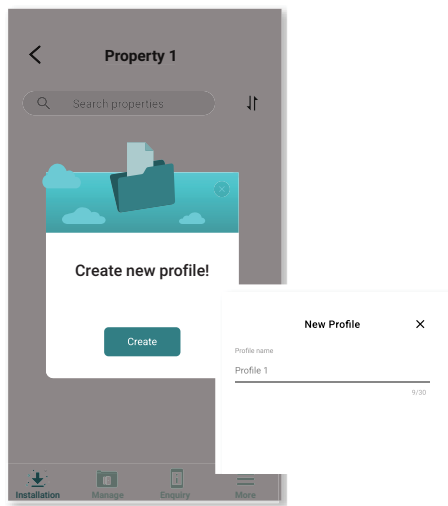 Property 1
Search properties
Create new profile!
Create
New Profile
Profile name
Profile 1
9/30
Installation
Manage
Enquiry
More